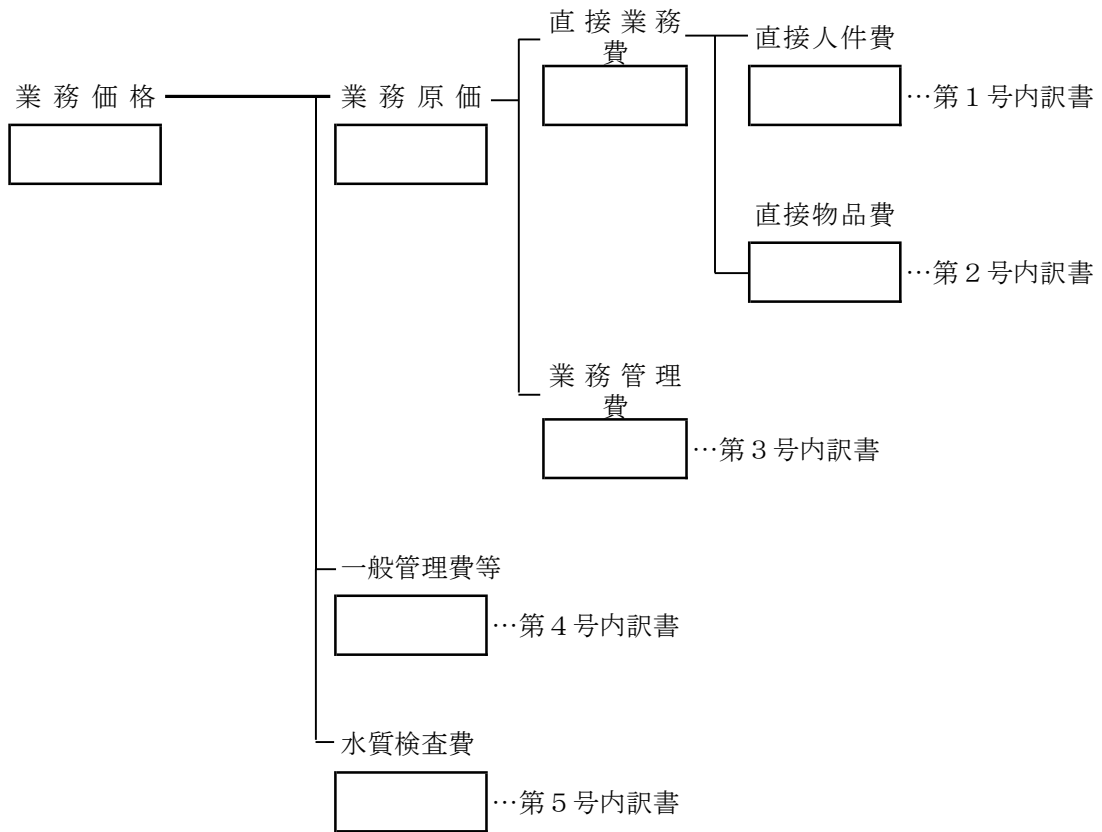 直接業務
費
直接人件費
業務価格
業務原価
…第１号内訳書
直接物品費
…第２号内訳書
業務管理
費
…第３号内訳書
一般管理費等
…第４号内訳書
水質検査費
…第５号内訳書